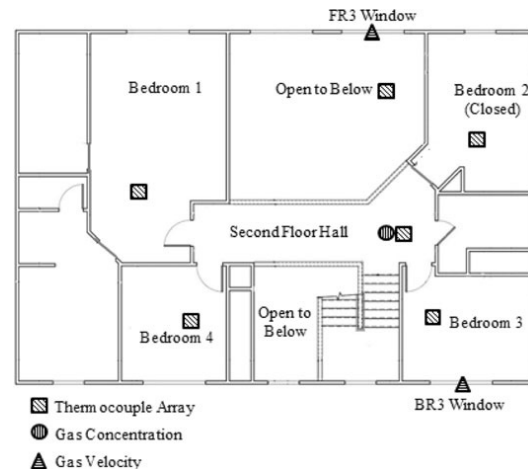 FR3 Window
Bedroom 1
Open to Below
Bedroom 2
(Closed)
Second Floor Hall
Open to
Below
Bedroom 3
Bedroom 4
Thermocouple Array
BR3 Window
Gas Concentration
Gas Velocity